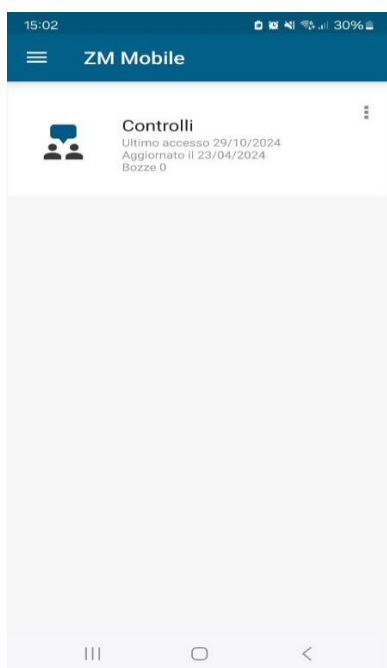 15:02
30%
ZM Mobile
Controlli
Ultimo accesso 29/10/2024
Aggiornato il 23/04/2024
Bozze 0